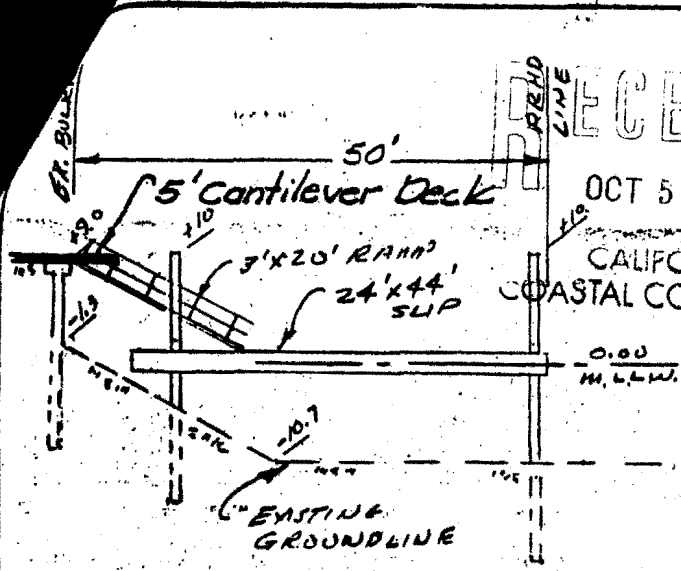 EX. BULK
PRHD
LINE
RECE
50'
5' Cantilever Deck
OCT 5
+9.0
+10
+10
3'x20' RAMP
CALIFO
24'x44'
SLIP
COASTAL CO
-1.9
0.00
M.L.L.W.
-10.7
EXISTING
GROUNDLINE